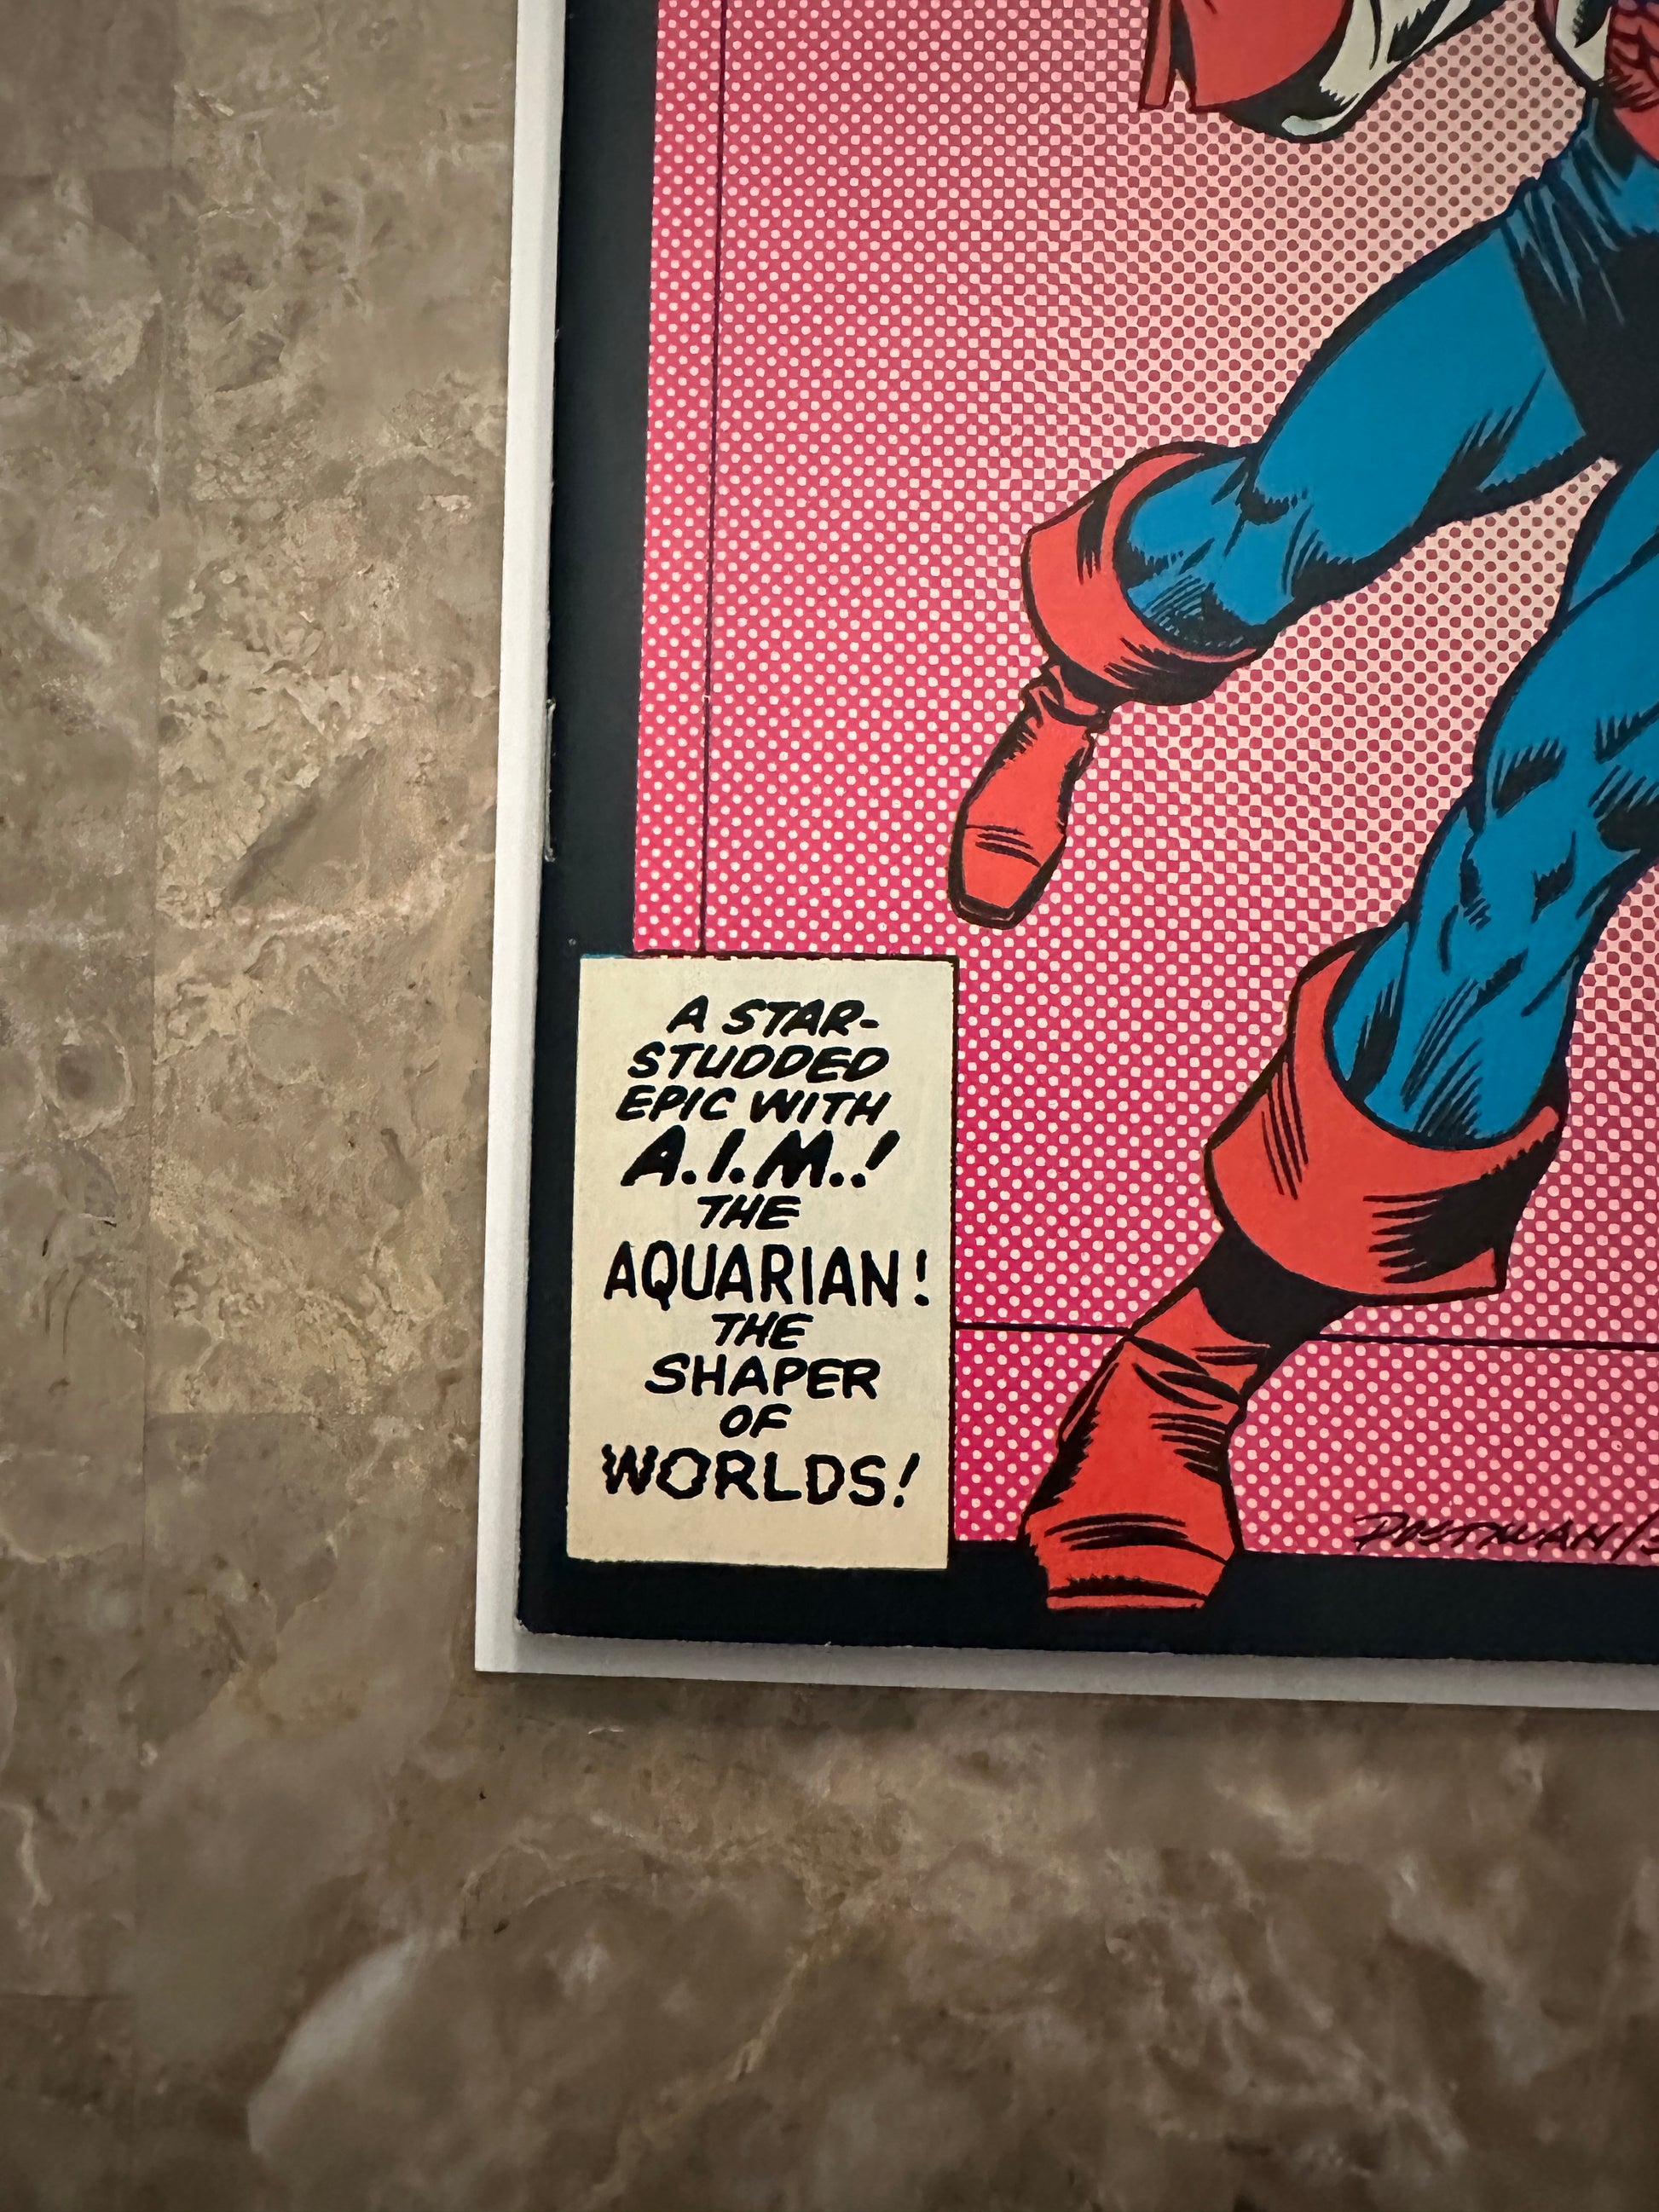 A STAR-
STUDDED
EPIC WITH
A.I.M.!
THE
AQUARIAN!
THE
SHAPER
OF
WORLDS!